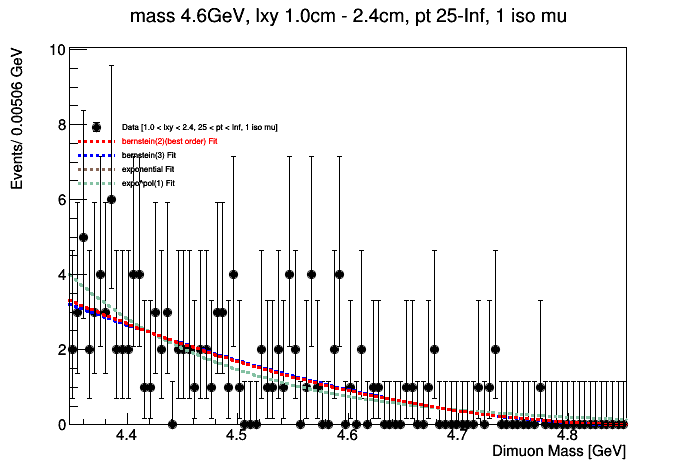 mass 4.6GeV, lxy 1.0cm - 2.4cm, pt 25-Inf, 1 iso mu
Events/ 0.00506 GeV
10
8
6
4
2
0
Data [1.0 < lxy < 2.4, 25 < pt < Inf, 1 iso mu]
bernstein(2)(best order) Fit
bernstein(3) Fit
exponential Fit
expo*pol(1) Fit
4.4 4.5 4.6 4.7 4.8
Dimuon Mass [GeV]